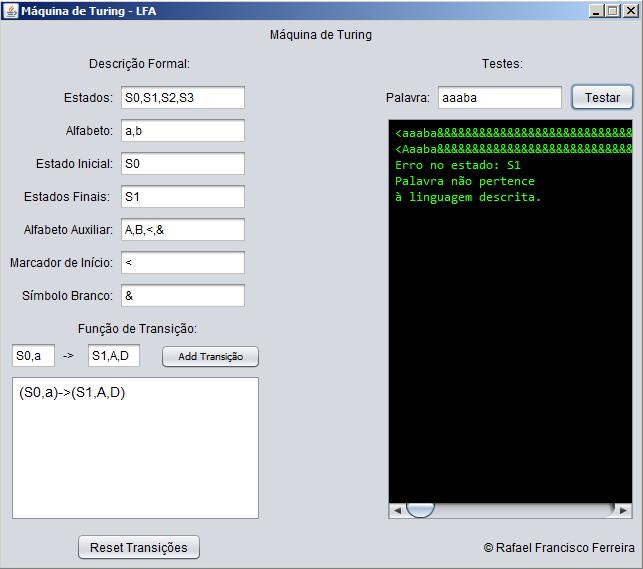 Máquina de Turing - LFA
Máquina de Turing
Descrição Formal:
Estados: S0,S1,S2,S3
Alfabeto: a,b
Estado Inicial: S0
Estados Finais: S1
Alfabeto Auxiliar: A,B,<,&
Marcador de Início: <
Símbolo Branco: &
Função de Transição:
S0,a -> S1,A,D Add Transição
(S0,a)->(S1,A,D)
Reset Transições
Testes:
Palavra: aaaba Testar
<aaaba&&&&&&&&&&&&&&&&&&&&&&&&&&&&
<Aaaba&&&&&&&&&&&&&&&&&&&&&&&&&&&&
Erro no estado: S1
Palavra não pertence
à linguagem descrita.
© Rafael Francisco Ferreira